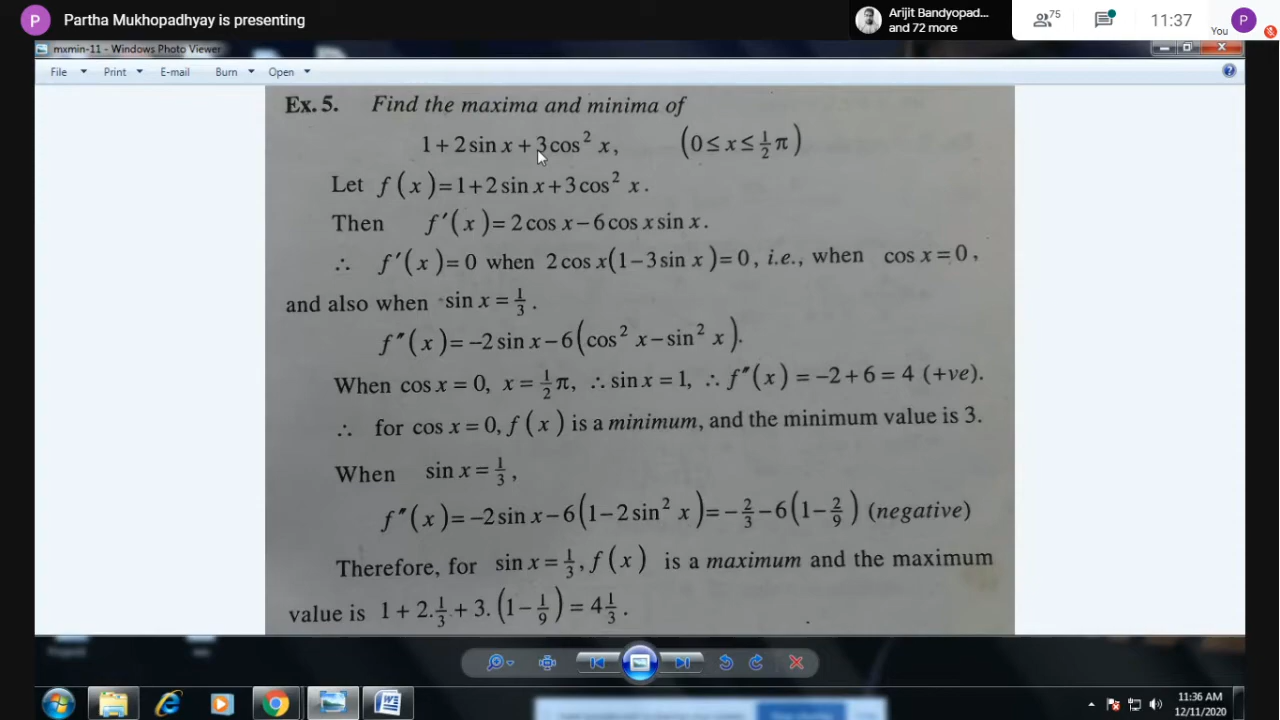 P Partha Mukhopadhyay is presenting
Arijit Bandyopad...
and 72 more
75
11:37
You
P
mxmin-11 - Windows Photo Viewer
File Print E-mail Burn Open
Ex. 5. Find the maxima and minima of
1 + 2 sin x + 3 cos² x, (0 ≤ x ≤ ½π)
Let f(x) = 1 + 2 sin x + 3 cos² x.
Then f′(x) = 2 cos x − 6 cos x sin x.
∴ f′(x) = 0 when 2 cos x(1 − 3 sin x) = 0, i.e., when cos x = 0,
and also when sin x = 1/3.
f″(x) = −2 sin x − 6(cos² x − sin² x).
When cos x = 0, x = ½π, ∴ sin x = 1, ∴ f″(x) = −2 + 6 = 4 (+ve).
∴ for cos x = 0, f(x) is a minimum, and the minimum value is 3.
When sin x = 1/3,
f″(x) = −2 sin x − 6(1 − 2 sin² x) = −2/3 − 6(1 − 2/9) (negative)
Therefore, for sin x = 1/3, f(x) is a maximum and the maximum
value is 1 + 2.1/3 + 3.(1 − 1/9) = 4 1/3.
11:36 AM
12/11/2020